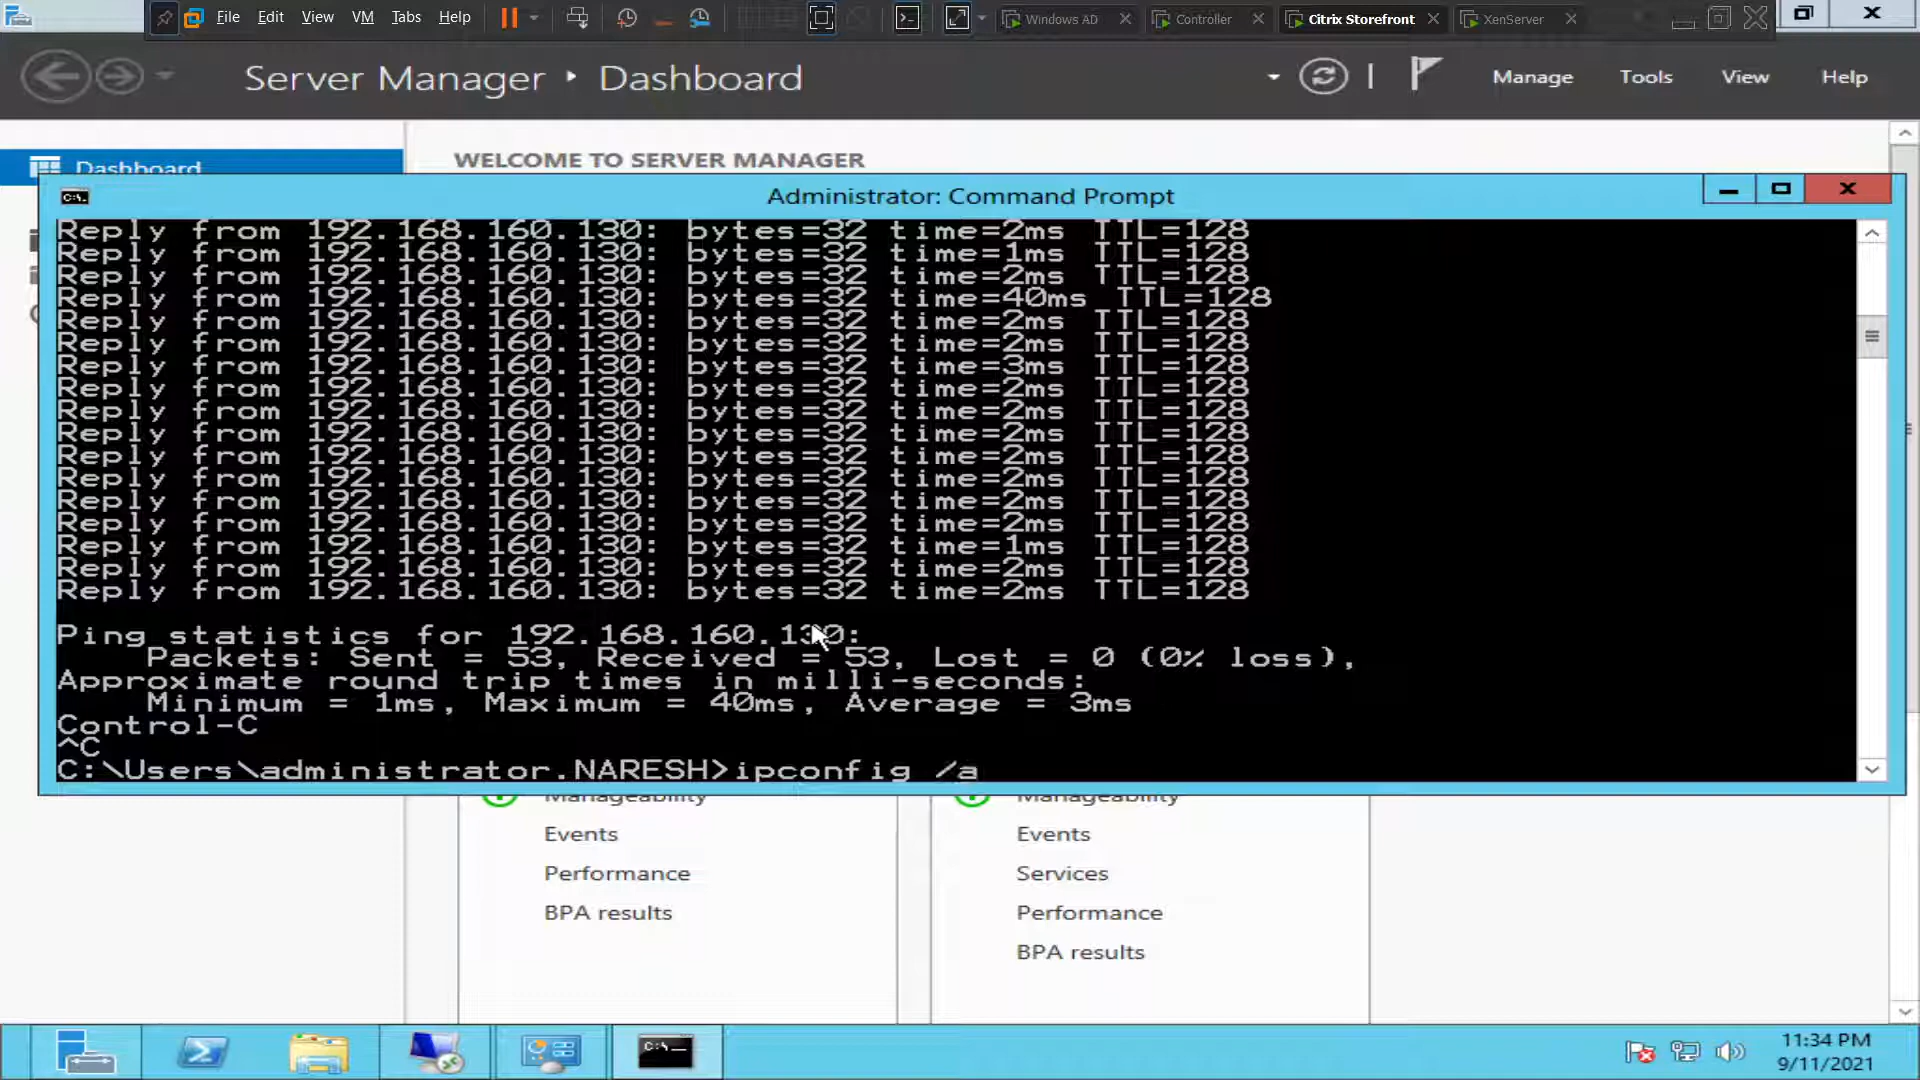 File Edit View VM Tabs Help Windows AD Controller Citrix Storefront XenServer
Server Manager Dashboard Manage Tools View Help
Dashboard
WELCOME TO SERVER MANAGER
Administrator: Command Prompt
Reply from 192.168.160.130: bytes=32 time=2ms TTL=128
Reply from 192.168.160.130: bytes=32 time=1ms TTL=128
Reply from 192.168.160.130: bytes=32 time=2ms TTL=128
Reply from 192.168.160.130: bytes=32 time=40ms TTL=128
Reply from 192.168.160.130: bytes=32 time=2ms TTL=128
Reply from 192.168.160.130: bytes=32 time=2ms TTL=128
Reply from 192.168.160.130: bytes=32 time=3ms TTL=128
Reply from 192.168.160.130: bytes=32 time=2ms TTL=128
Reply from 192.168.160.130: bytes=32 time=2ms TTL=128
Reply from 192.168.160.130: bytes=32 time=2ms TTL=128
Reply from 192.168.160.130: bytes=32 time=2ms TTL=128
Reply from 192.168.160.130: bytes=32 time=2ms TTL=128
Reply from 192.168.160.130: bytes=32 time=2ms TTL=128
Reply from 192.168.160.130: bytes=32 time=2ms TTL=128
Reply from 192.168.160.130: bytes=32 time=1ms TTL=128
Reply from 192.168.160.130: bytes=32 time=2ms TTL=128
Reply from 192.168.160.130: bytes=32 time=2ms TTL=128
Ping statistics for 192.168.160.130:
Packets: Sent = 53, Received = 53, Lost = 0 (0% loss),
Approximate round trip times in milli-seconds:
Minimum = 1ms, Maximum = 40ms, Average = 3ms
Control-C
^C
C:\Users\administrator.NARESH>ipconfig /a
Manageability Manageability
Events Events
Performance Services
BPA results Performance
BPA results
11:34 PM
9/11/2021